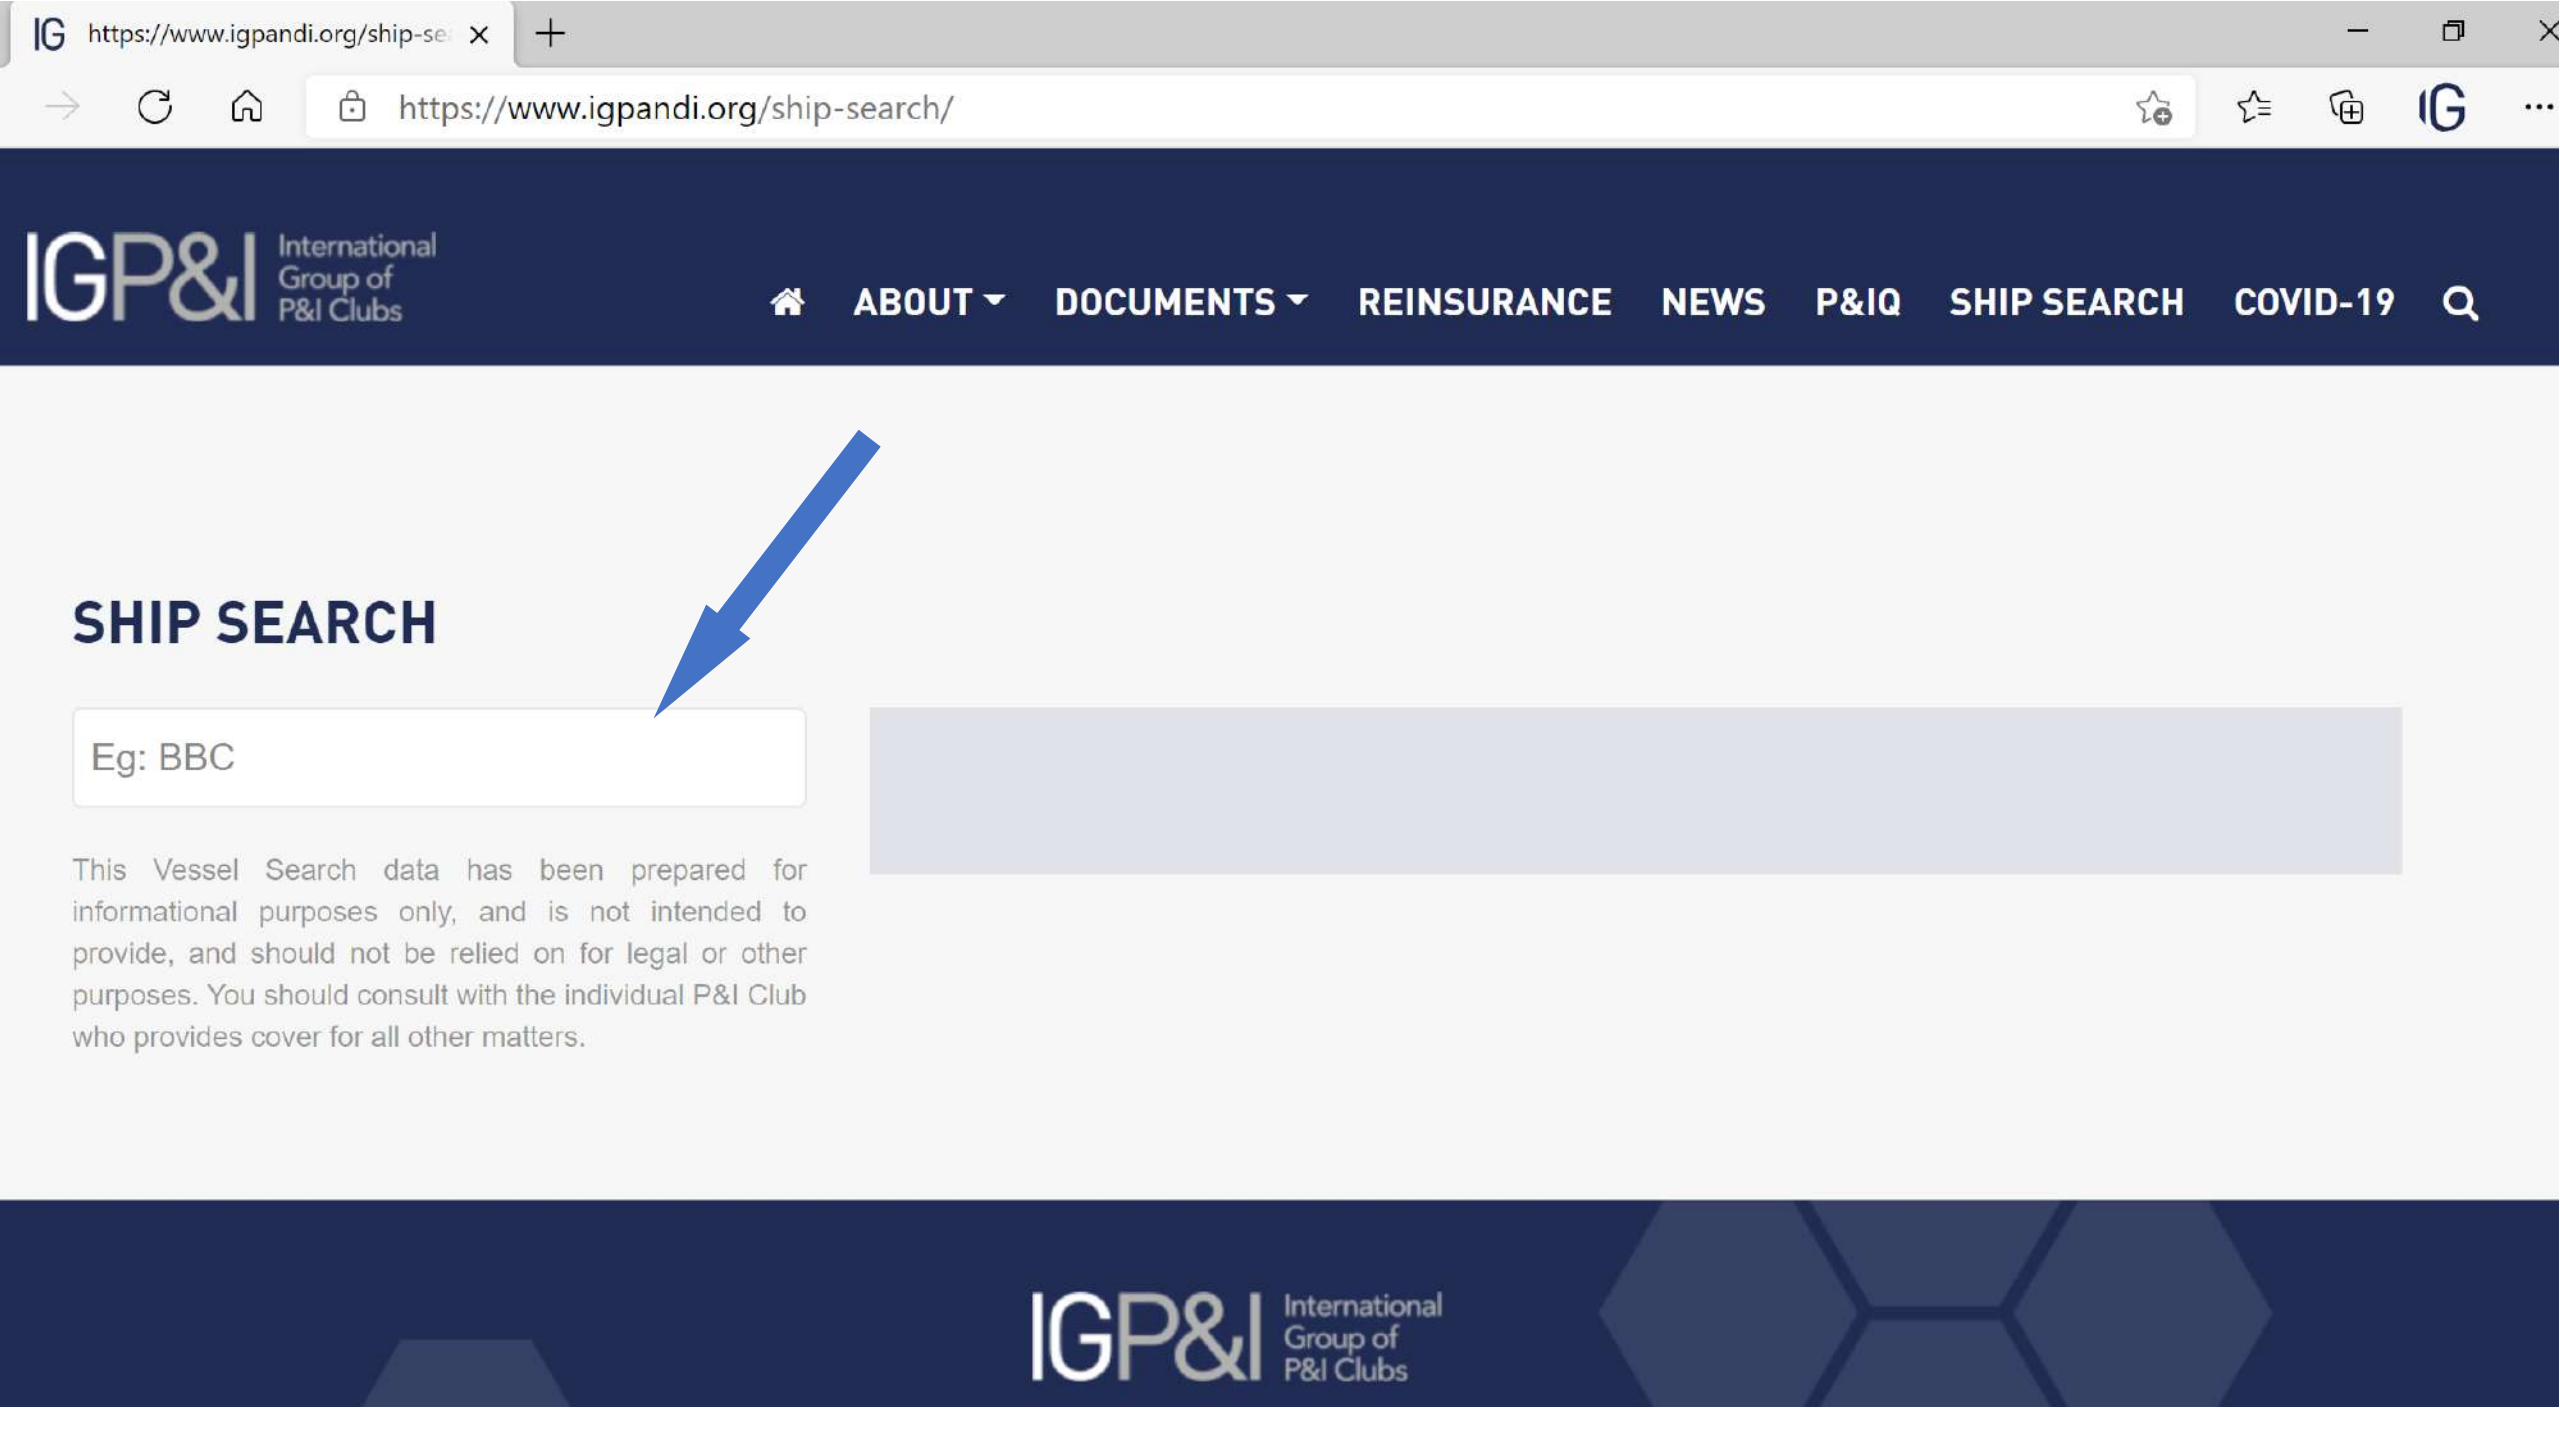 IG https://www.igpandi.org/ship-se
https://www.igpandi.org/ship-search/
IG
IGP&I International
Group of
P&I Clubs
ABOUT DOCUMENTS REINSURANCE NEWS P&IQ SHIP SEARCH COVID-19
SHIP SEARCH
Eg: BBC
This Vessel Search data has been prepared for
informational purposes only, and is not intended to
provide, and should not be relied on for legal or other
purposes. You should consult with the individual P&I Club
who provides cover for all other matters.
IGP&I International
Group of
P&I Clubs